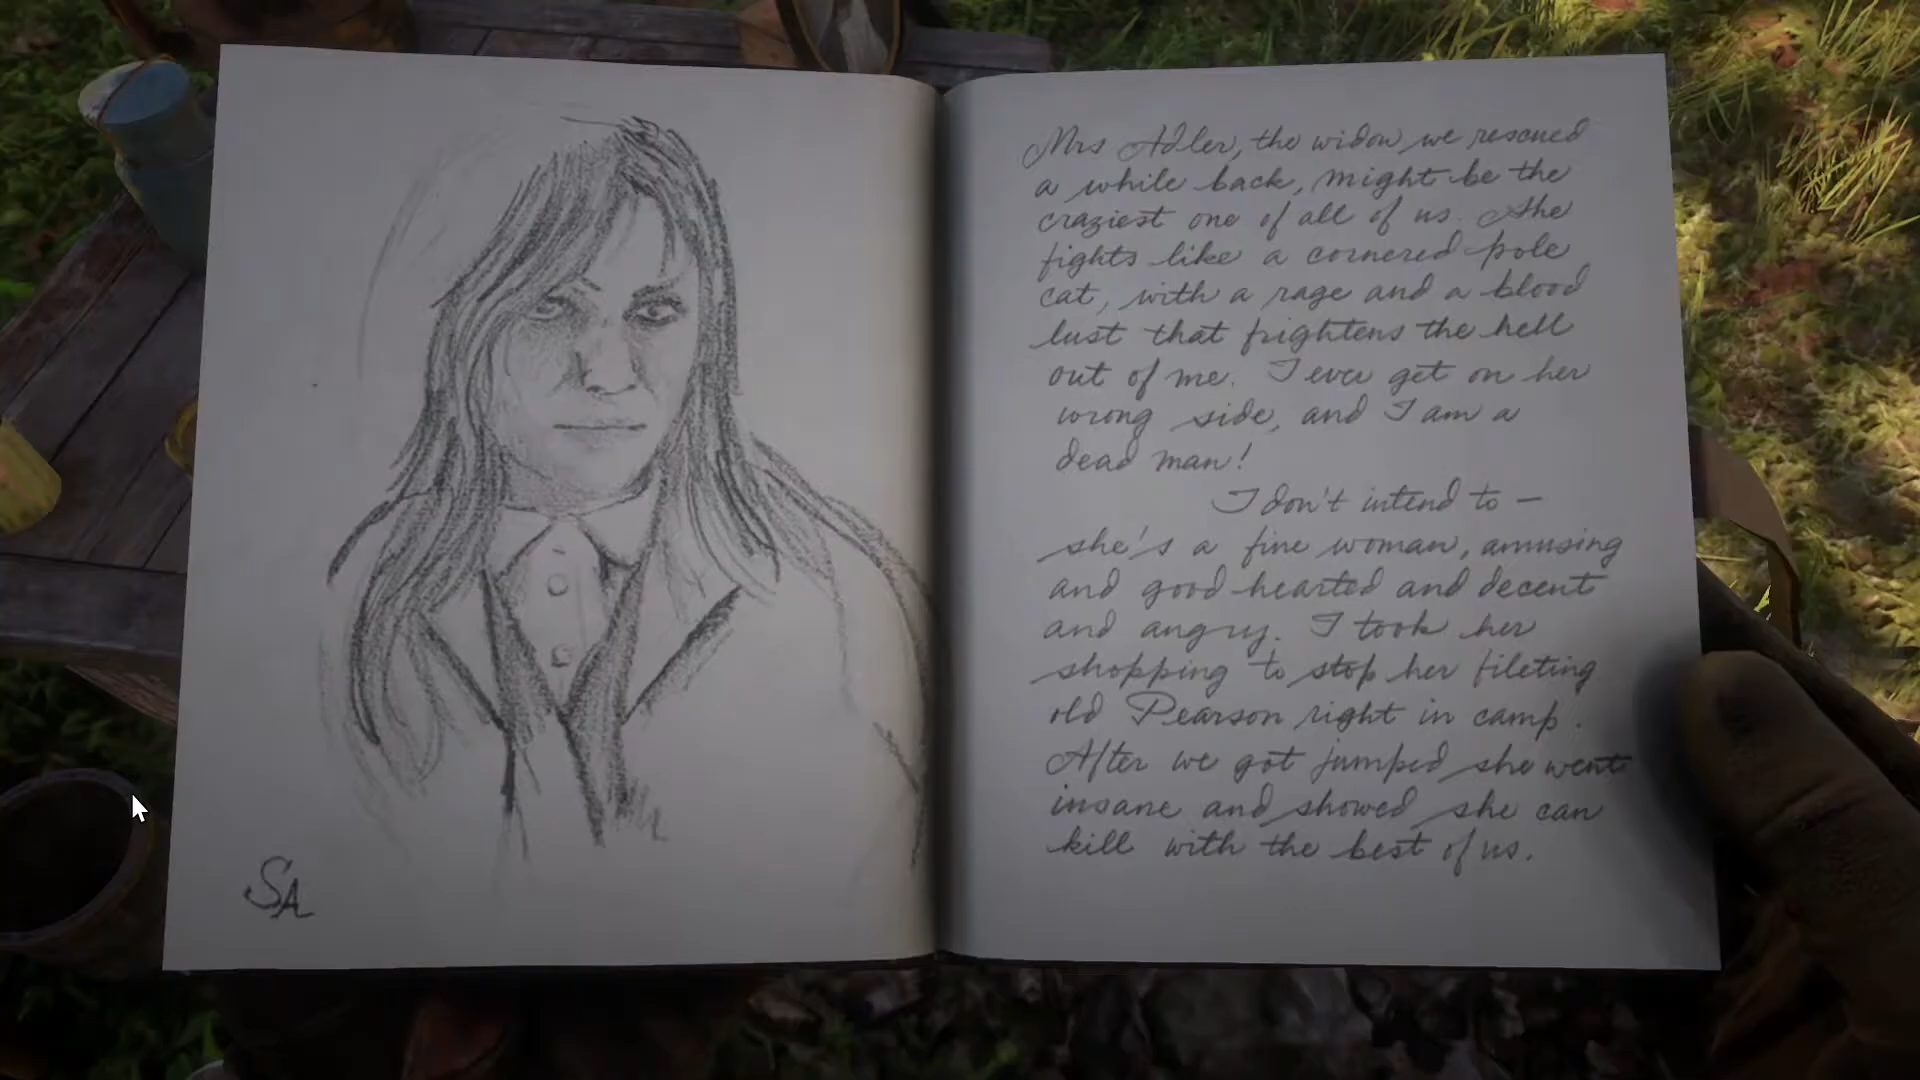 SA
Mrs Adler, the widow we rescued
a while back, might be the
craziest one of all of us. She
fights like a cornered pole
cat, with a rage and a blood
lust that frightens the hell
out of me. I ever get on her
wrong side, and I am a
dead man!
I don't intend to —
she's a fine woman, amusing
and good hearted and decent
and angry. I took her
shopping to stop her fileting
old Pearson right in camp.
After we got jumped she went
insane and showed she can
kill with the best of us.